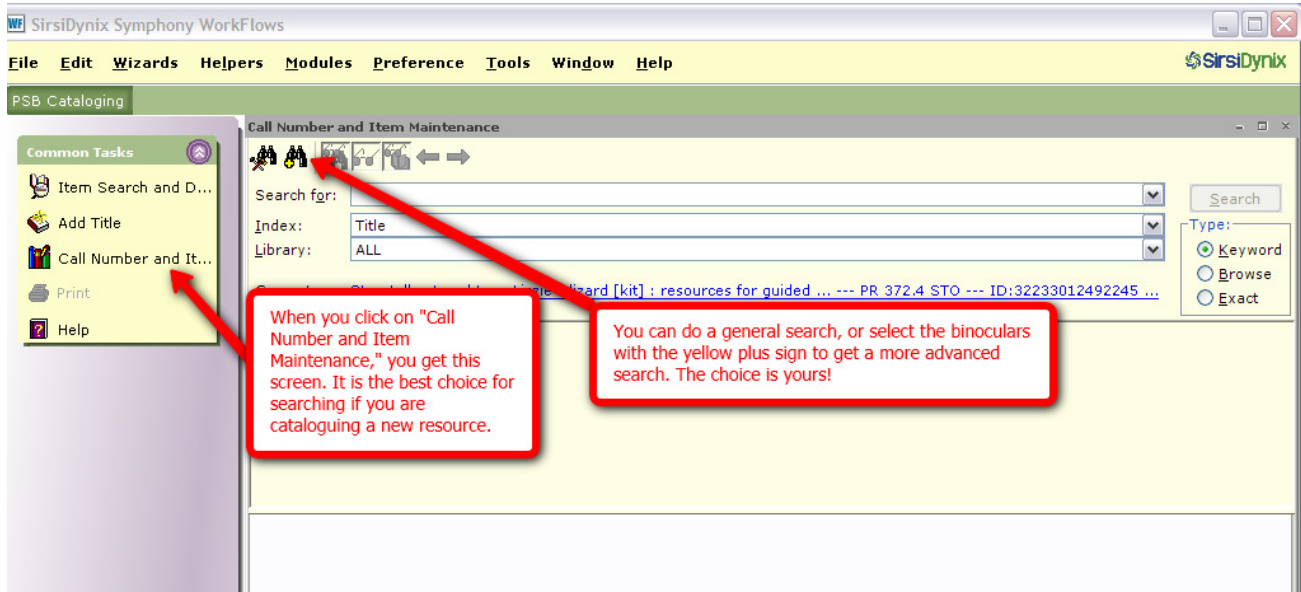 WF SirsiDynix Symphony WorkFlows
File Edit Wizards Helpers Modules Preference Tools Window Help
SirsiDynix
PSB Cataloging
Call Number and Item Maintenance
Common Tasks
Item Search and D...
Add Title
Call Number and It...
Print
Help
Search for:
Search
Index: Title
Library: ALL
Type:
Keyword
Browse
Exact
[kit] : resources for guided ... --- PR 372.4 STO --- ID:32233012492245 ...
When you click on "Call
Number and Item
Maintenance," you get this
screen. It is the best choice for
searching if you are
cataloguing a new resource.
You can do a general search, or select the binoculars
with the yellow plus sign to get a more advanced
search. The choice is yours!